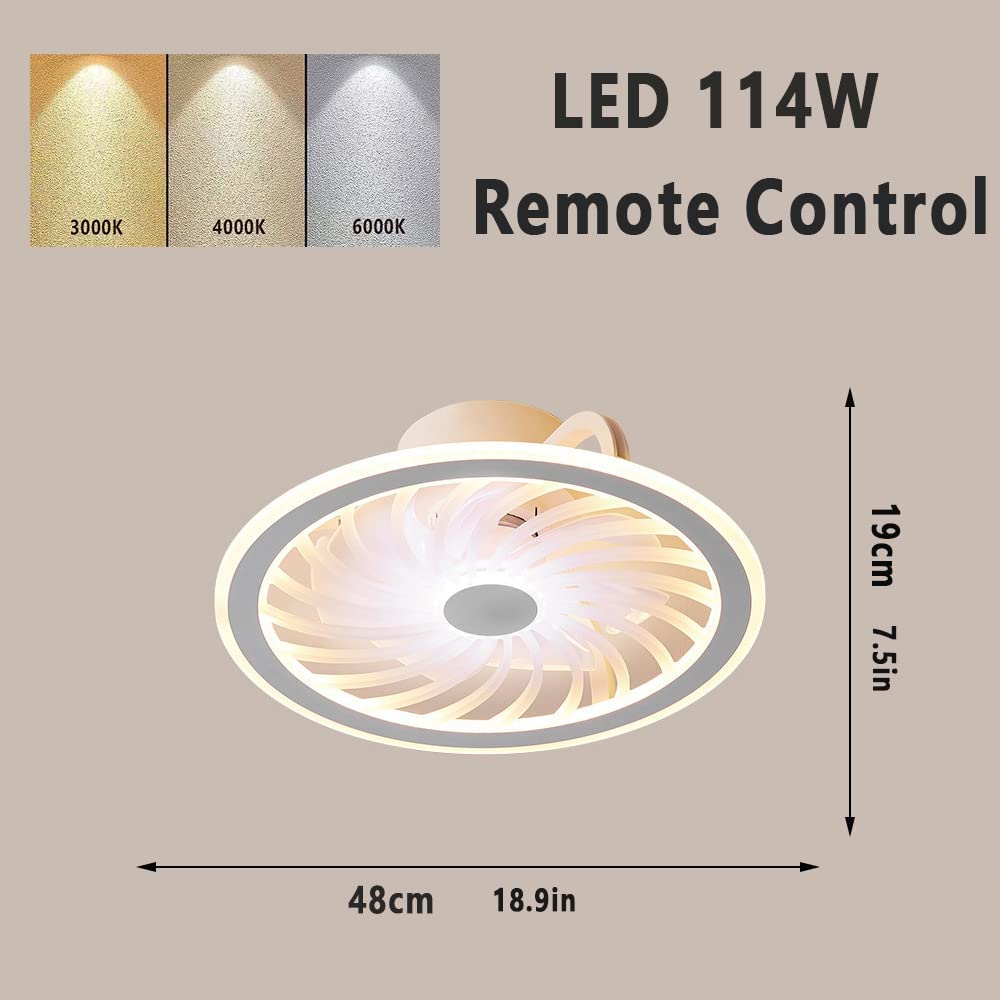 LED 114W
Remote Control
3000K 4000K 6000K
19cm 7.5in
48cm 18.9in